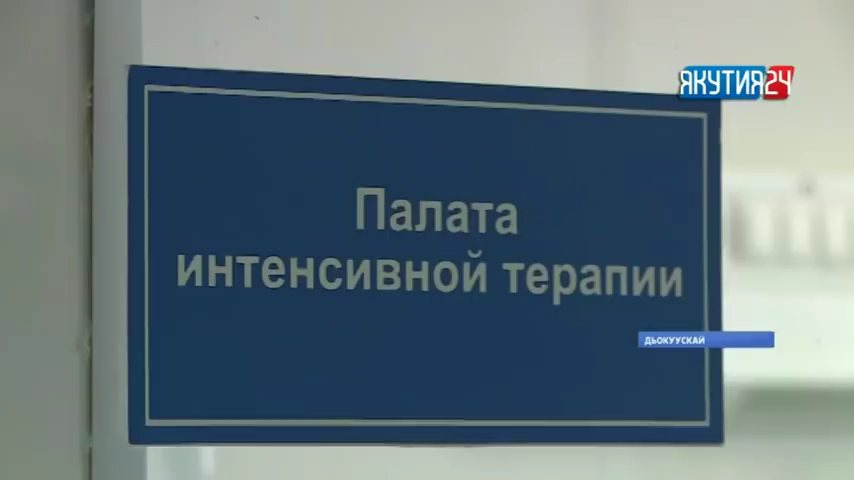 ЯКУТИЯ24
Палата
интенсивной терапии
ДЬОКУУСКАЙ